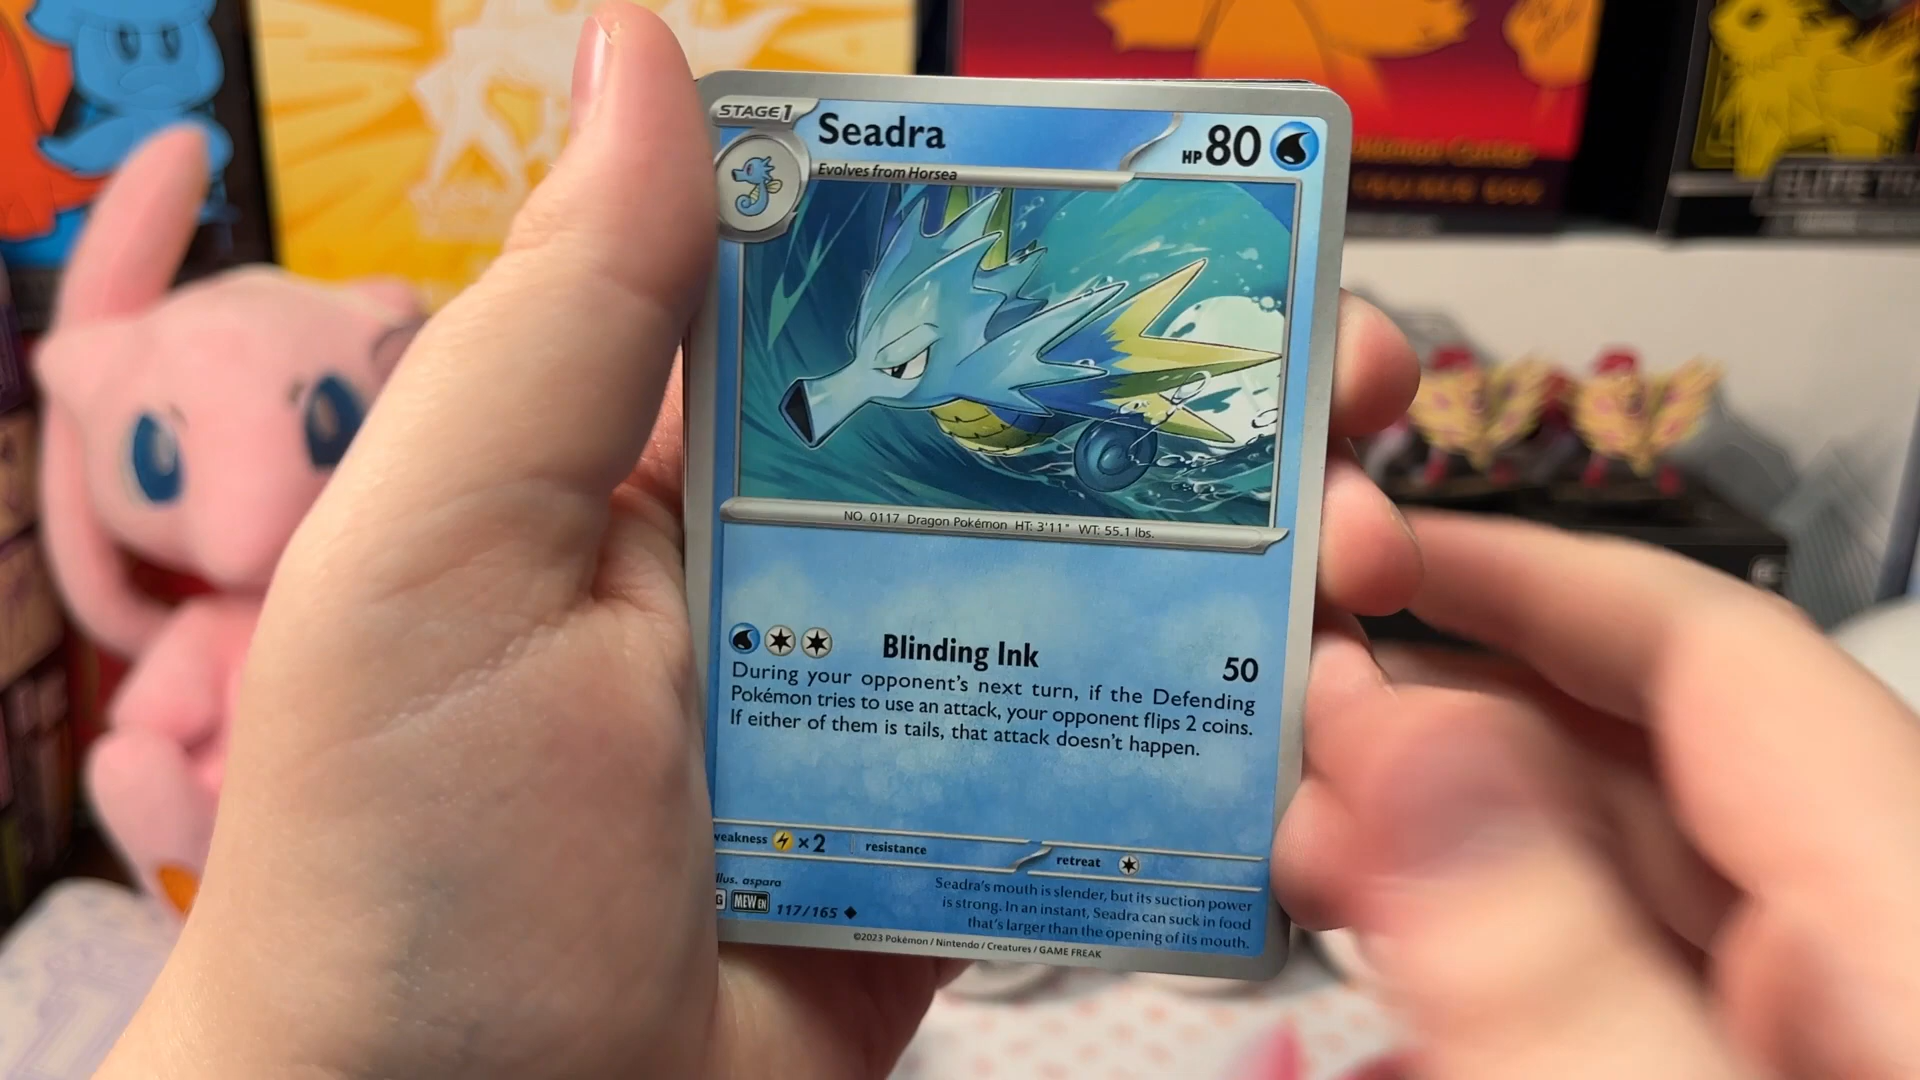 STAGE1
Seadra
HP 80
Evolves from Horsea
NO. 0117 Dragon Pokémon HT: 3'11" WT: 55.1 lbs.
Blinding Ink 50
During your opponent's next turn, if the Defending
Pokémon tries to use an attack, your opponent flips 2 coins.
If either of them is tails, that attack doesn't happen.
weakness ×2 resistance retreat
Illus. aspara
G MEW EN 117/165
Seadra's mouth is slender, but its suction power
is strong. In an instant, Seadra can suck in food
that's larger than the opening of its mouth.
©2023 Pokémon / Nintendo / Creatures / GAME FREAK
ELITE